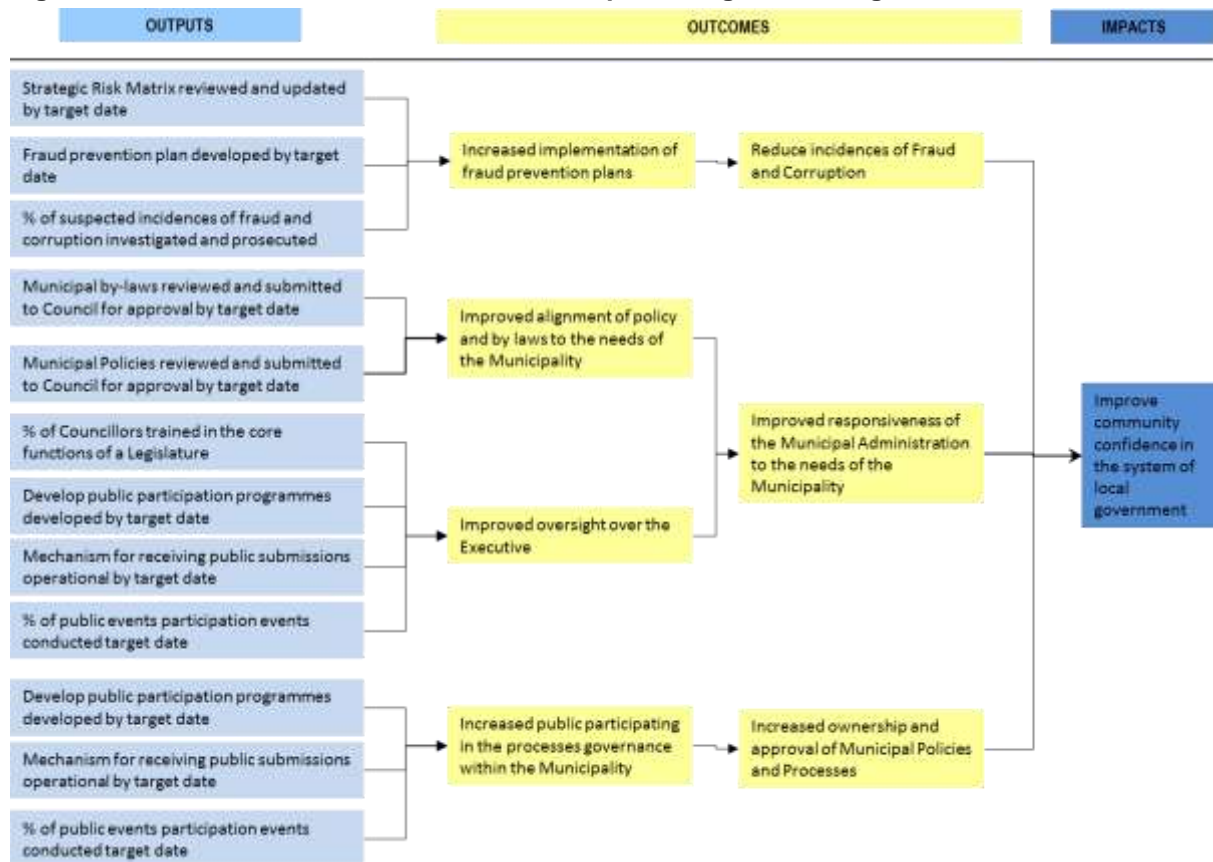 OUTPUTS
OUTCOMES
IMPACTS
Strategic Risk Matrix reviewed and updated
by target date
Fraud prevention plan developed by target
date
% of suspected incidences of fraud and
corruption investigated and prosecuted
Increased implementation of
fraud prevention plans
Reduce incidences of Fraud
and Corruption
Municipal by-laws reviewed and submitted
to Council for approval by target date
Municipal Policies reviewed and submitted
to Council for approval by target date
Improved alignment of policy
and by laws to the needs of
the Municipality
% of Councillors trained in the core
functions of a Legislature
Develop public participation programmes
developed by target date
Mechanism for receiving public submissions
operational by target date
% of public events participation events
conducted target date
Improved oversight over the
Executive
Improved responsiveness of
the Municipal Administration
to the needs of the
Municipality
Develop public participation programmes
developed by target date
Mechanism for receiving public submissions
operational by target date
% of public events participation events
conducted target date
Increased public participating
in the processes governance
within the Municipality
Increased ownership and
approval of Municipal Policies
and Processes
Improve
community
confidence in
the system of
local
government